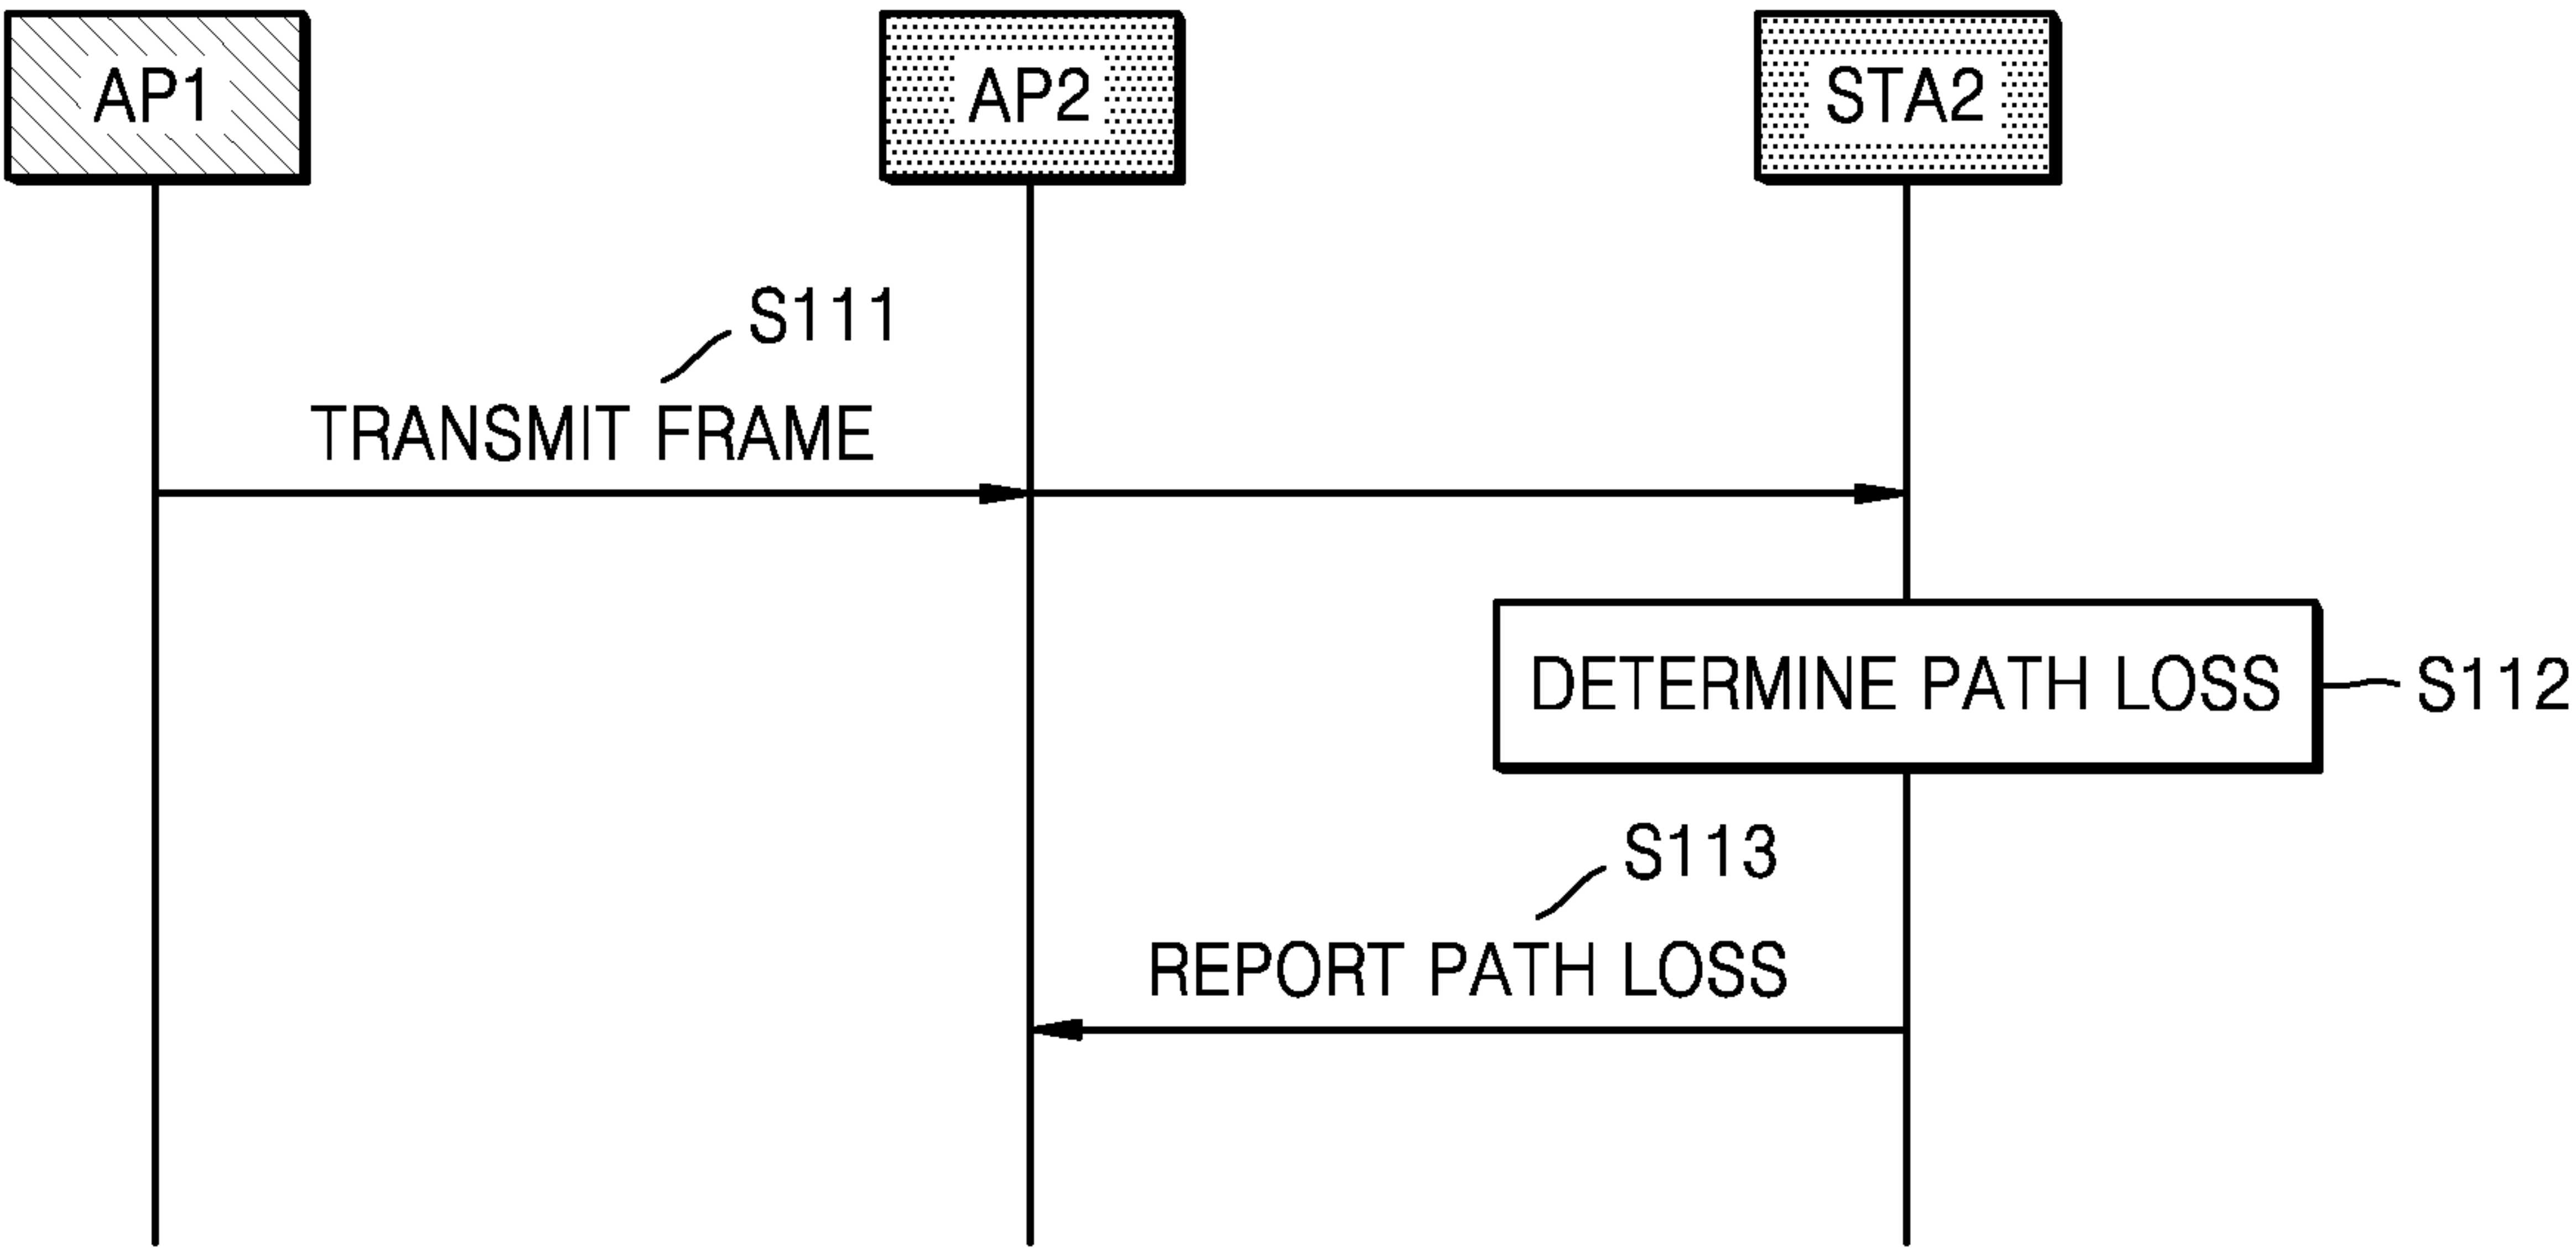 AP1
AP2
STA2
S111
TRANSMIT FRAME
DETERMINE PATH LOSS
S112
S113
REPORT PATH LOSS